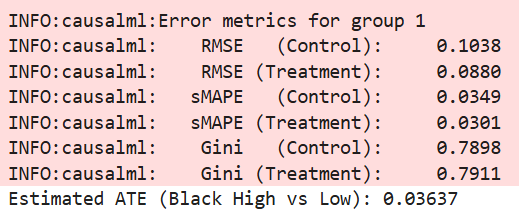 INFO:causalml:Error metrics for group 1
INFO:causalml:    RMSE   (Control):     0.1038
INFO:causalml:    RMSE (Treatment):     0.0880
INFO:causalml:   sMAPE   (Control):     0.0349
INFO:causalml:   sMAPE (Treatment):     0.0301
INFO:causalml:    Gini   (Control):     0.7898
INFO:causalml:    Gini (Treatment):     0.7911
Estimated ATE (Black High vs Low): 0.03637